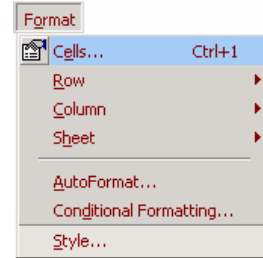 Format
Cells... Ctrl+1
Row
Column
Sheet
AutoFormat...
Conditional Formatting...
Style...